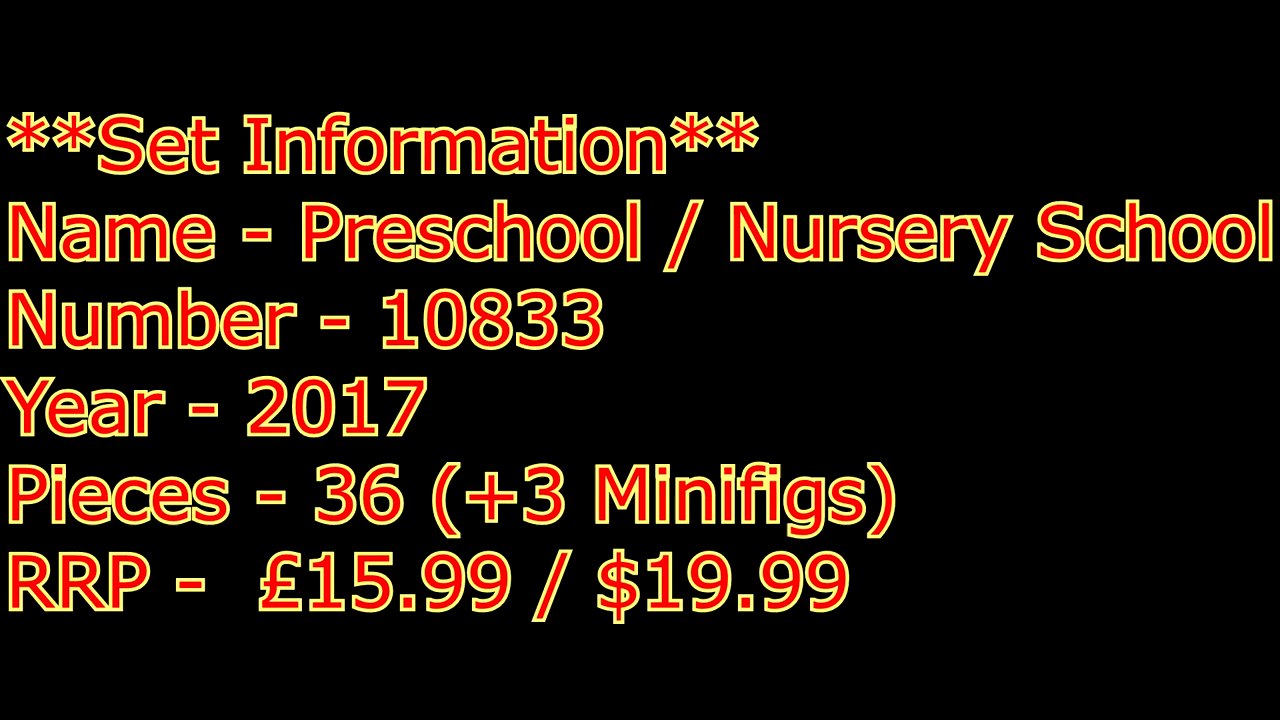 **Set Information**
Name - Preschool / Nursery School
Number - 10833
Year - 2017
Pieces - 36 (+3 Minifigs)
RRP -  £15.99 / $19.99